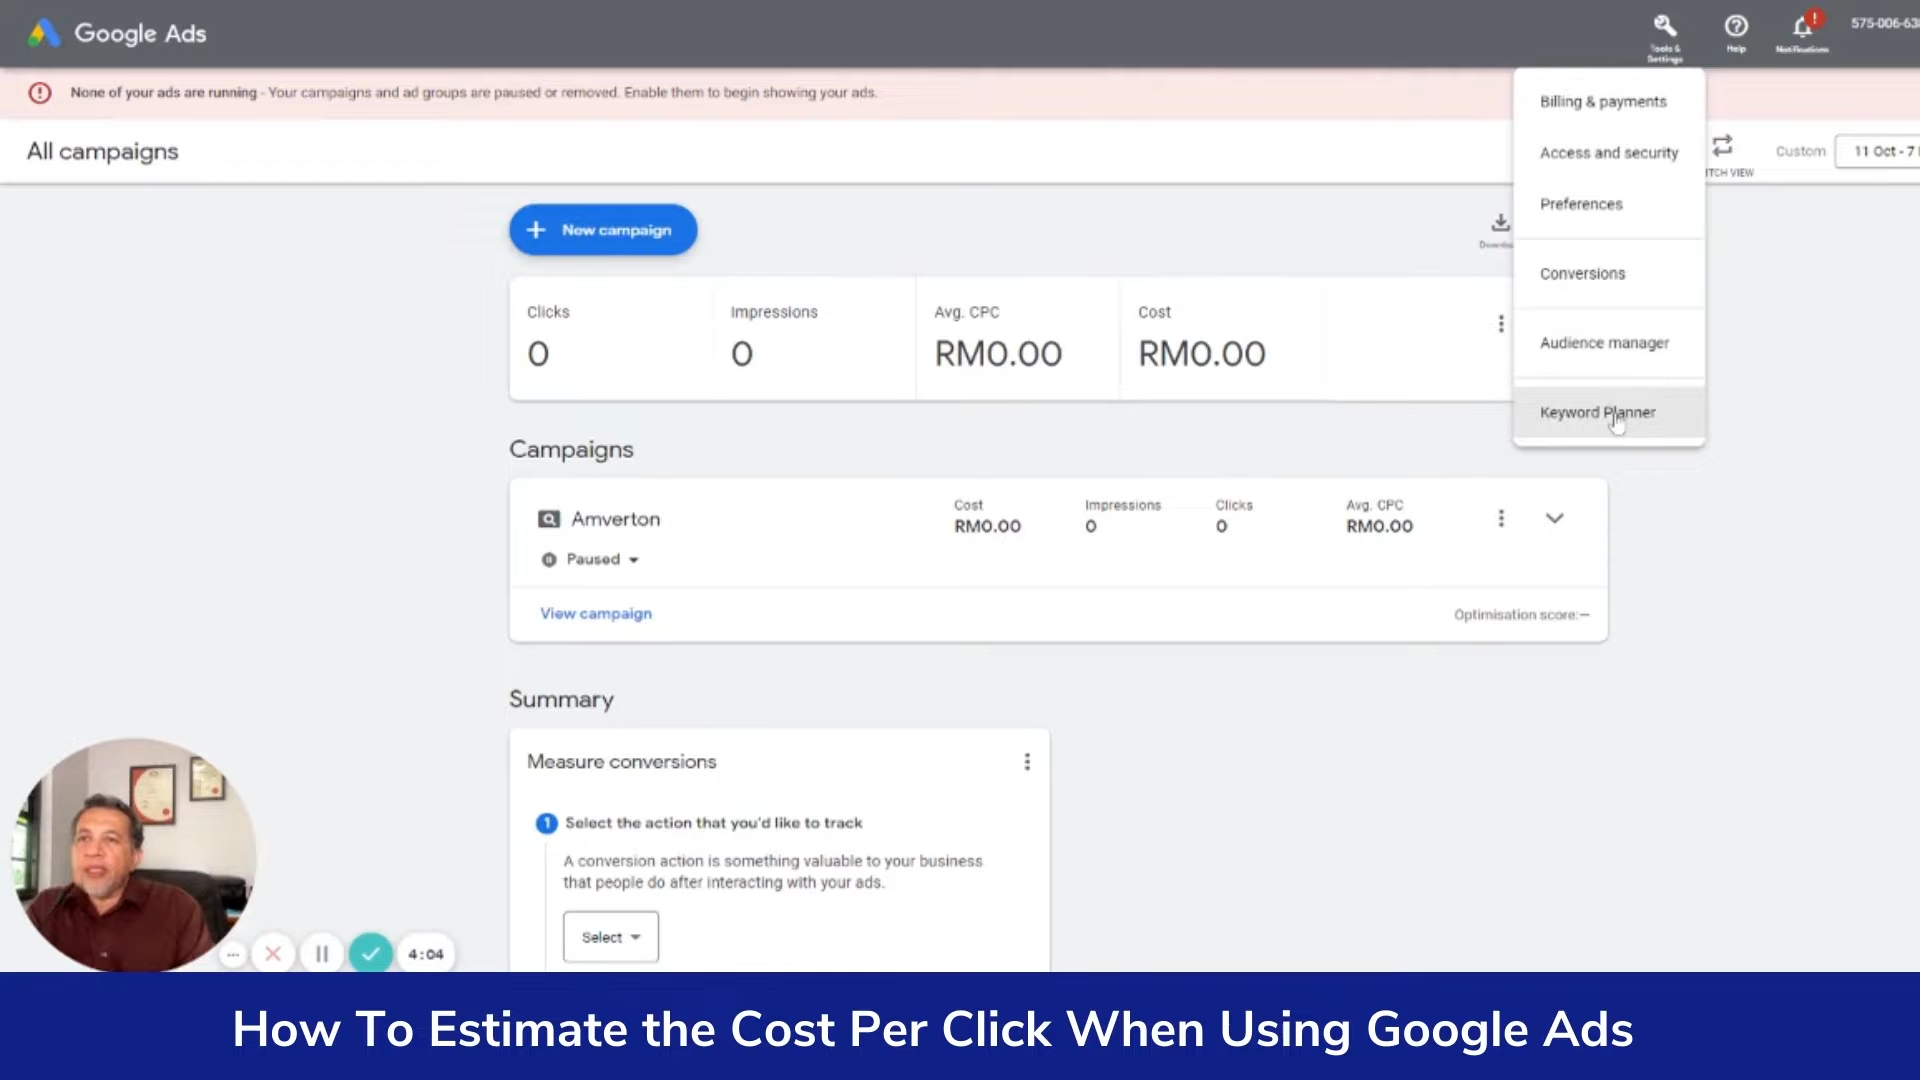 Google Ads
Tools &
Settings
Help
Notifications
575-006-63
None of your ads are running - Your campaigns and ad groups are paused or removed. Enable them to begin showing your ads.
All campaigns
Billing & payments
Access and security
Preferences
Conversions
Audience manager
Keyword Planner
TCH VIEW
Custom
11 Oct - 7
New campaign
Clicks
0
Impressions
0
Avg. CPC
RM0.00
Cost
RM0.00
Campaigns
Amverton
Paused
Cost
RM0.00
Impressions
0
Clicks
0
Avg. CPC
RM0.00
View campaign
Optimisation score:—
Summary
Measure conversions
1 Select the action that you'd like to track
A conversion action is something valuable to your business
that people do after interacting with your ads.
Select
4:04
How To Estimate the Cost Per Click When Using Google Ads